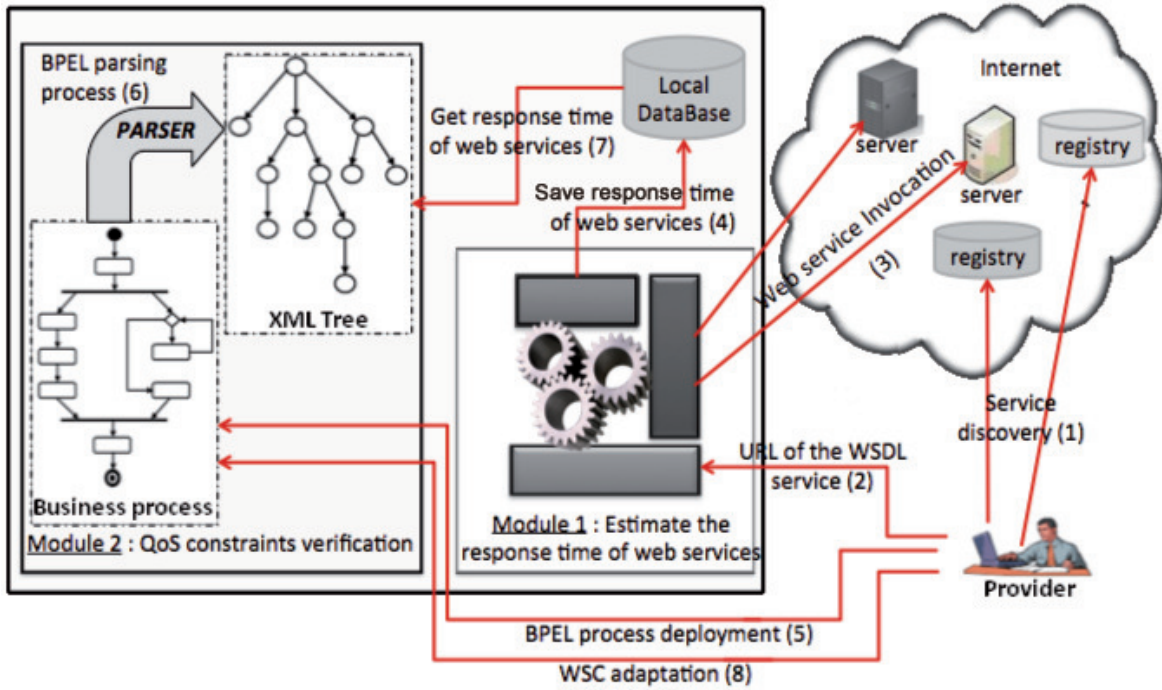 BPEL parsing
process (6)
PARSER
XML Tree
Business process
Module 2 : QoS constraints verification
Get response time
of web services (7)
Local
DataBase
Save response time
of web services (4)
Module 1 : Estimate the
response time of web services
Internet
server
server
registry
registry
Web service Invocation
(3)
Service
discovery (1)
URL of the WSDL
service (2)
Provider
BPEL process deployment (5)
WSC adaptation (8)